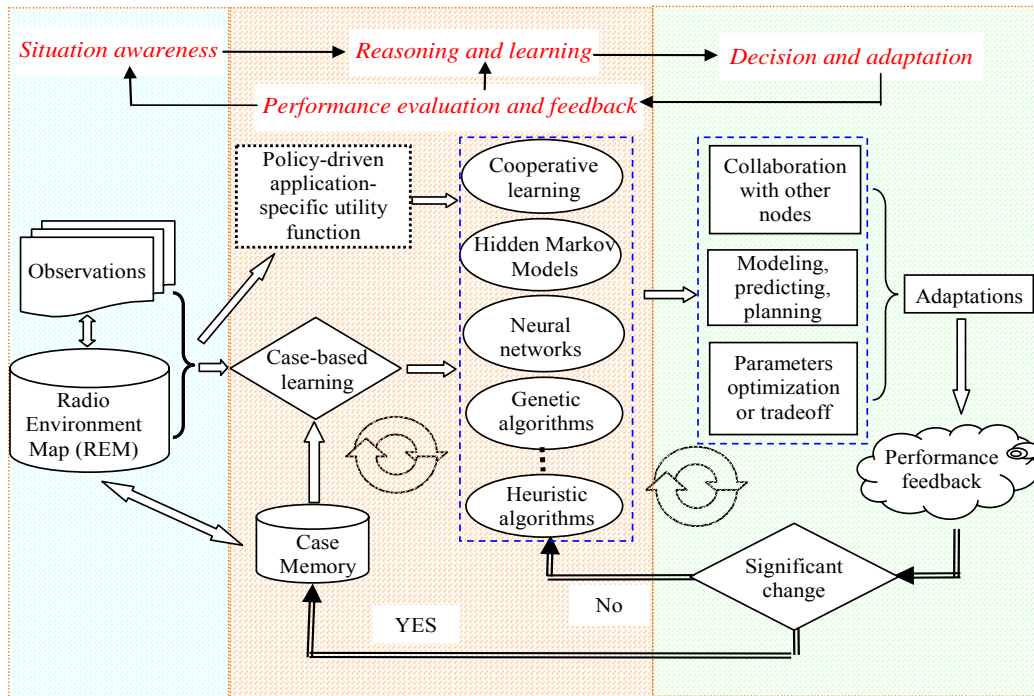 Situation awareness
Reasoning and learning
Decision and adaptation
Performance evaluation and feedback
Policy-driven
application-
specific utility
function
Observations
Radio
Environment
Map (REM)
Case-based
learning
Case
Memory
Cooperative
learning
Hidden Markov
Models
Neural
networks
Genetic
algorithms
Heuristic
algorithms
Collaboration
with other
nodes
Modeling,
predicting,
planning
Parameters
optimization
or tradeoff
Adaptations
Performance
feedback
Significant
change
No
YES